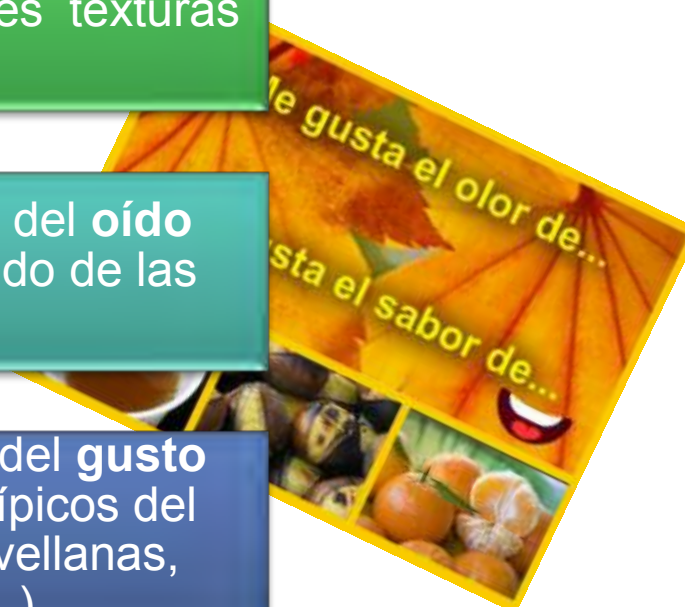 es texturas
del oído
do de las
del gusto
ípicos del
vellanas,
)
e gusta el olor de...
sta el sabor de...